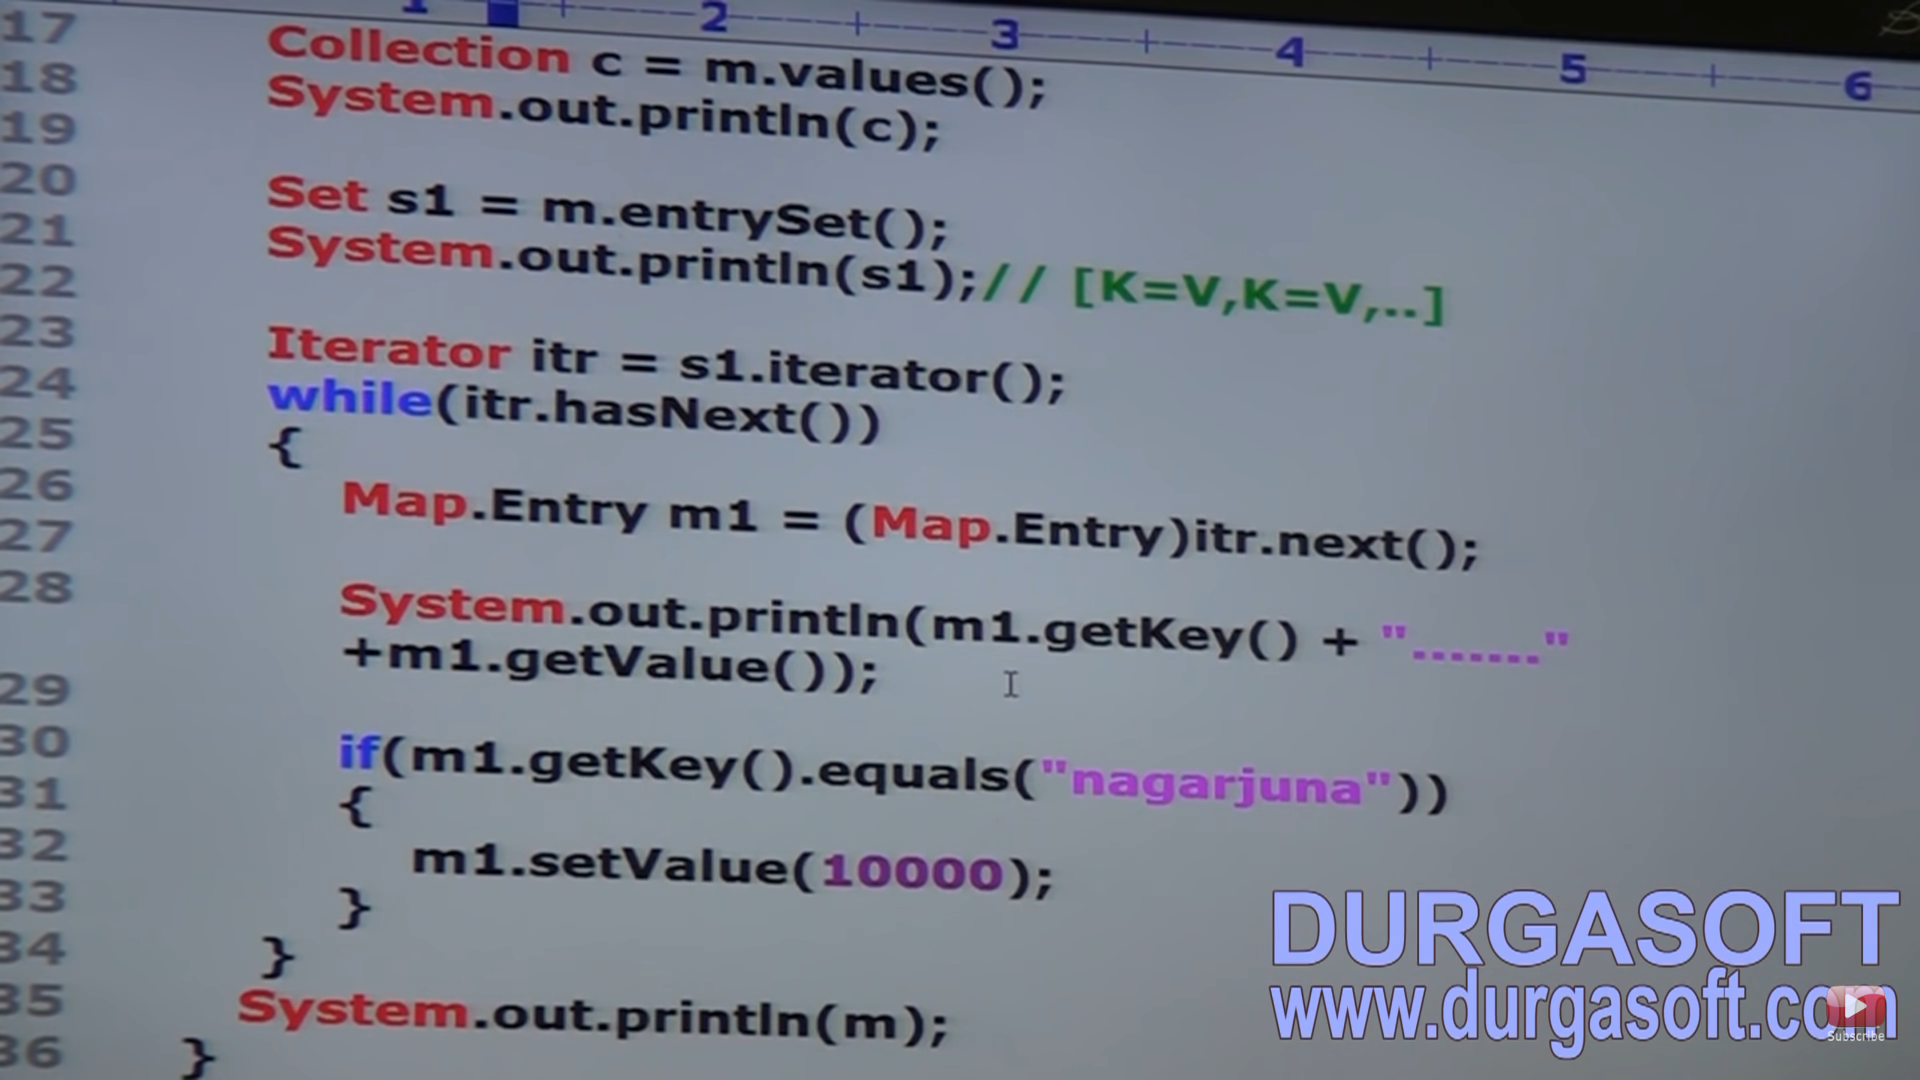 1 2 3 4 5 6
17 Collection c = m.values();
18 System.out.println(c);
19
20 Set s1 = m.entrySet();
21 System.out.println(s1);// [K=V,K=V,..]
22
23 Iterator itr = s1.iterator();
24 while(itr.hasNext())
25 {
26 Map.Entry m1 = (Map.Entry)itr.next();
27
28 System.out.println(m1.getKey() + "......."
+m1.getValue());
29
30 if(m1.getKey().equals("nagarjuna"))
31 {
32 m1.setValue(10000);
33 }
34 }
35 System.out.println(m);
36 }
DURGASOFT
www.durgasoft.com
Subscribe